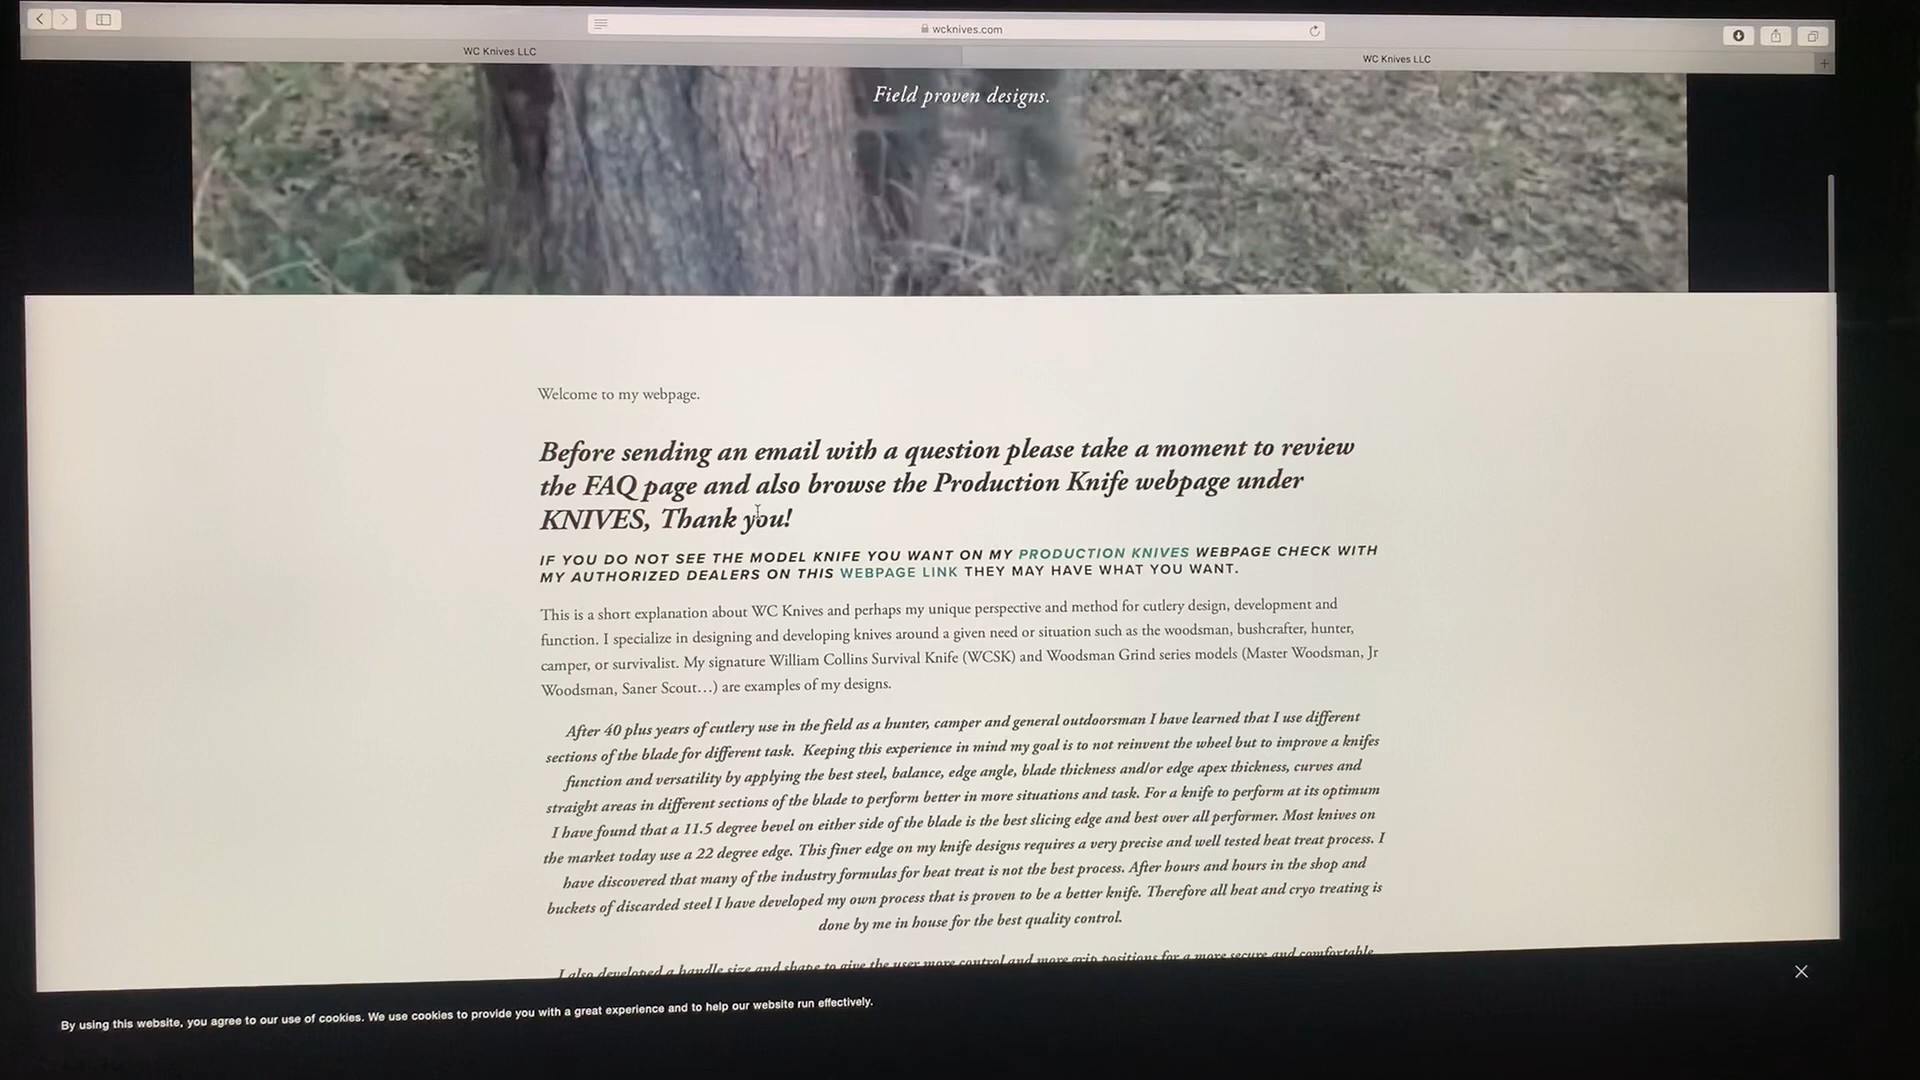 wcknives.com
WC Knives LLC
WC Knives LLC
Field proven designs.
Welcome to my webpage.
Before sending an email with a question please take a moment to review
the FAQ page and also browse the Production Knife webpage under
KNIVES, Thank you!
IF YOU DO NOT SEE THE MODEL KNIFE YOU WANT ON MY PRODUCTION KNIVES WEBPAGE CHECK WITH
MY AUTHORIZED DEALERS ON THIS WEBPAGE LINK THEY MAY HAVE WHAT YOU WANT.
This is a short explanation about WC Knives and perhaps my unique perspective and method for cutlery design, development and
function. I specialize in designing and developing knives around a given need or situation such as the woodsman, bushcrafter, hunter,
camper, or survivalist. My signature William Collins Survival Knife (WCSK) and Woodsman Grind series models (Master Woodsman, Jr
Woodsman, Saner Scout...) are examples of my designs.
After 40 plus years of cutlery use in the field as a hunter, camper and general outdoorsman I have learned that I use different
sections of the blade for different task. Keeping this experience in mind my goal is to not reinvent the wheel but to improve a knifes
function and versatility by applying the best steel, balance, edge angle, blade thickness and/or edge apex thickness, curves and
straight areas in different sections of the blade to perform better in more situations and task. For a knife to perform at its optimum
I have found that a 11.5 degree bevel on either side of the blade is the best slicing edge and best over all performer. Most knives on
the market today use a 22 degree edge. This finer edge on my knife designs requires a very precise and well tested heat treat process. I
have discovered that many of the industry formulas for heat treat is not the best process. After hours and hours in the shop and
buckets of discarded steel I have developed my own process that is proven to be a better knife. Therefore all heat and cryo treating is
done by me in house for the best quality control.
I also developed a handle size and shape to give the user more control and more grip positions for a more secure and comfortable
By using this website, you agree to our use of cookies. We use cookies to provide you with a great experience and to help our website run effectively.